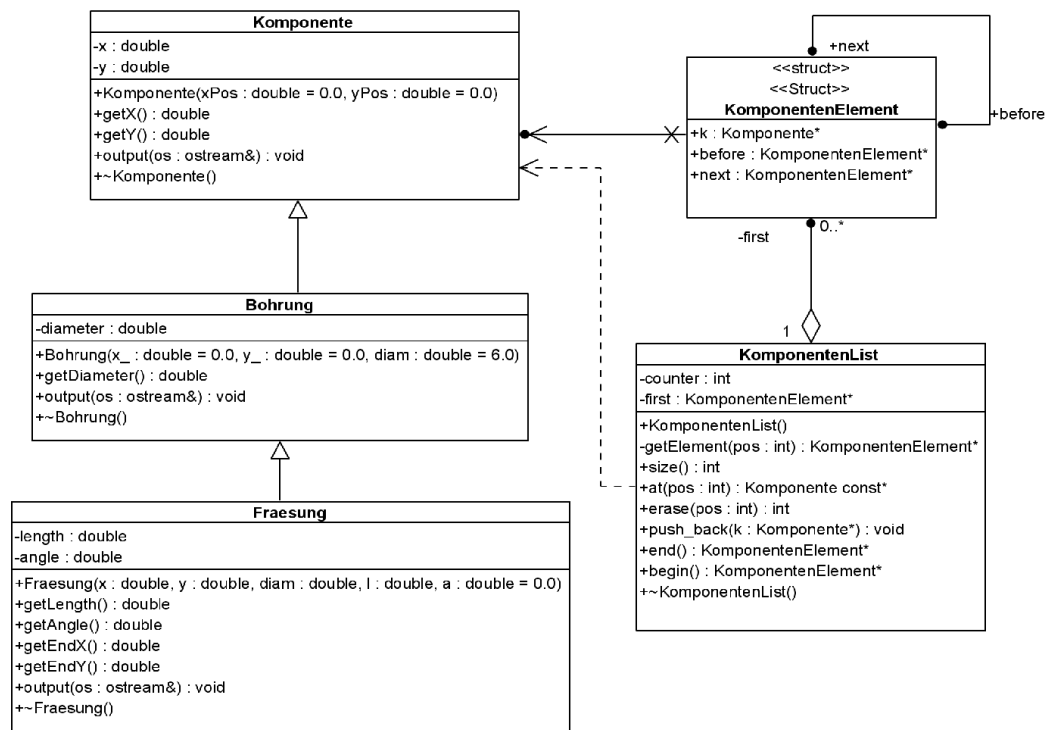 Komponente
-x : double
-y : double
+Komponente(xPos : double = 0.0, yPos : double = 0.0)
+getX() : double
+getY() : double
+output(os : ostream&) : void
+~Komponente()
+next
<<struct>>
<<Struct>>
KomponentenElement
+k : Komponente*
+before : KomponentenElement*
+next : KomponentenElement*
+before
-first
0..*
1
Bohrung
-diameter : double
+Bohrung(x_ : double = 0.0, y_ : double = 0.0, diam : double = 6.0)
+getDiameter() : double
+output(os : ostream&) : void
+~Bohrung()
KomponentenList
-counter : int
-first : KomponentenElement*
+KomponentenList()
-getElement(pos : int) : KomponentenElement*
+size() : int
+at(pos : int) : Komponente const*
+erase(pos : int) : int
+push_back(k : Komponente*) : void
+end() : KomponentenElement*
+begin() : KomponentenElement*
+~KomponentenList()
Fraesung
-length : double
-angle : double
+Fraesung(x : double, y : double, diam : double, l : double, a : double = 0.0)
+getLength() : double
+getAngle() : double
+getEndX() : double
+getEndY() : double
+output(os : ostream&) : void
+~Fraesung()